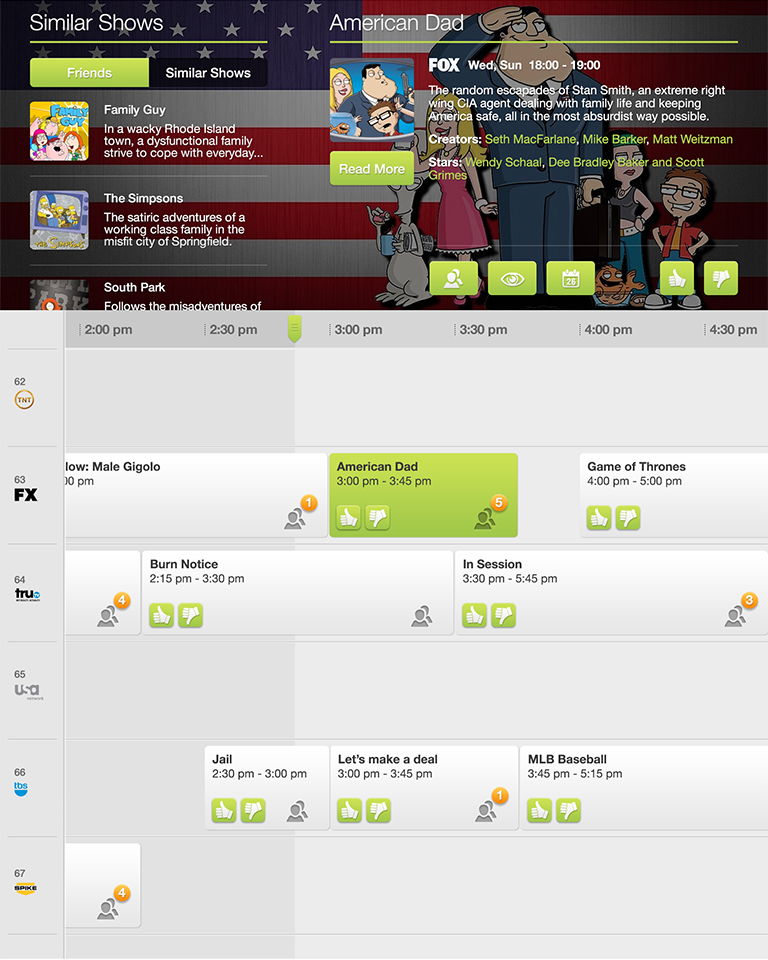 Similar Shows
Friends
Similar Shows
FAMILY GUY
Family Guy
In a wacky Rhode Island
town, a dysfunctional family
strive to cope with everyday...
The Simpsons
The Simpsons
The satiric adventures of a
working class family in the
misfit city of Springfield.
PARK
South Park
Follows the misadventures of
American Dad
FOX Wed, Sun 18:00 - 19:00
The random escapades of Stan Smith, an extreme right
wing CIA agent dealing with family life and keeping
America safe, all in the most absurdist way possible.
Creators: Seth MacFarlane, Mike Barker, Matt Weitzman
Stars: Wendy Schaal, Dee Bradley Baker and Scott
Grimes
Read More
26
2:00 pm
2:30 pm
3:00 pm
3:30 pm
4:00 pm
4:30 pm
62
TNT
63
FX
low: Male Gigolo
00 pm
1
American Dad
3:00 pm - 3:45 pm
5
Game of Thrones
4:00 pm - 5:00 pm
64
truTV
4
Burn Notice
2:15 pm - 3:30 pm
In Session
3:30 pm - 5:45 pm
3
65
usa
network
66
tbs
Jail
2:30 pm - 3:00 pm
Let's make a deal
3:00 pm - 3:45 pm
1
MLB Baseball
3:45 pm - 5:15 pm
67
SPIKE
4